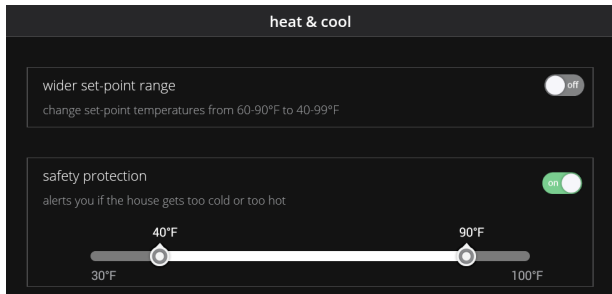 heat & cool
wider set-point range
off
change set-point temperatures from 60-90°F to 40-99°F
safety protection
on
alerts you if the house gets too cold or too hot
40°F 90°F
30°F 100°F